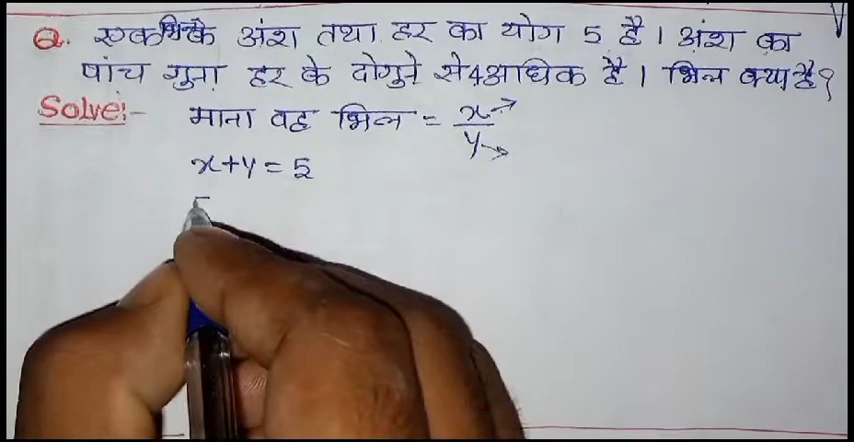 Q. एक भिन्न के अंश तथा हर का योग 5 है। अंश का
पांच गुना हर के दोगुने से 4 अधिक है। भिन्न क्या है?
Solve:- माना वह भिन्न = x/y
x+y = 5